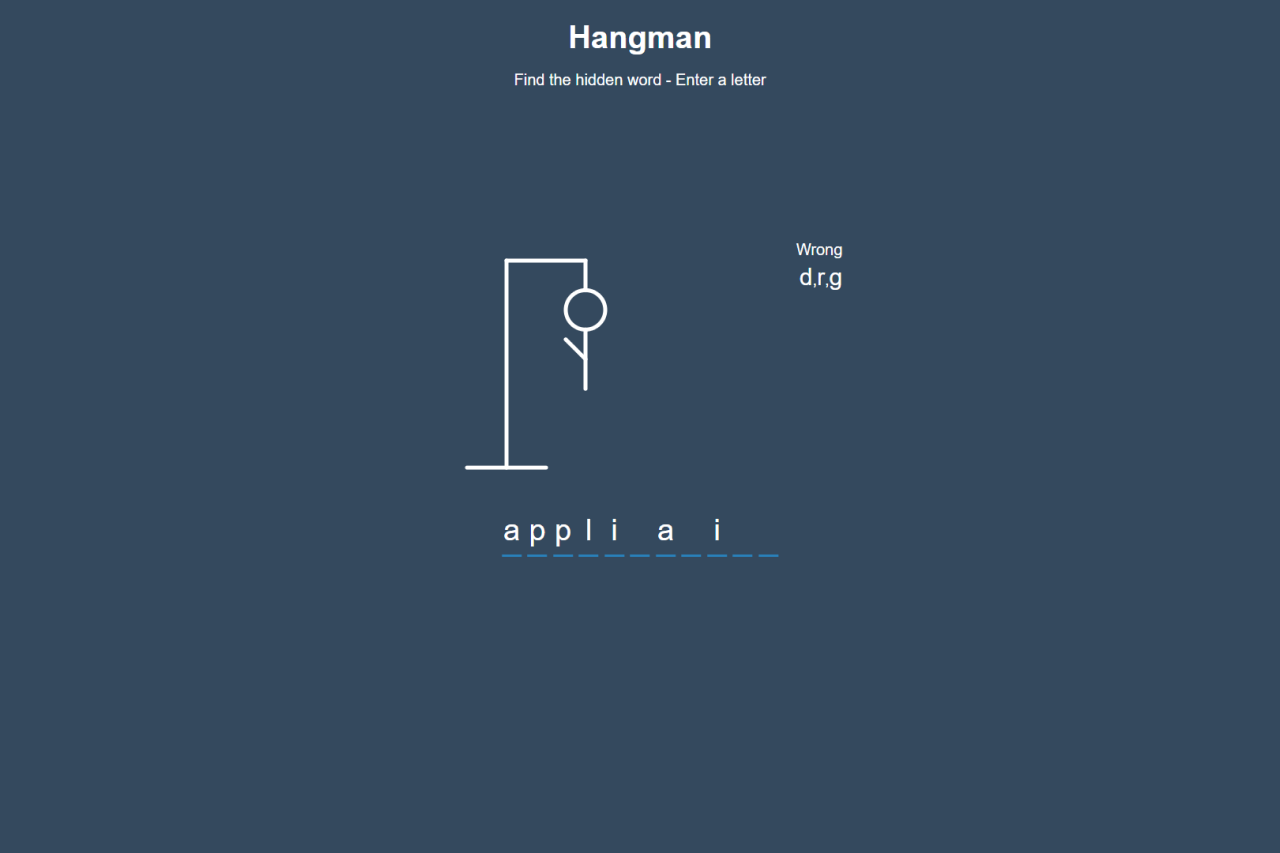 Hangman
Find the hidden word - Enter a letter
Wrong
d,r,g
a p p l i _ a _ i _ _